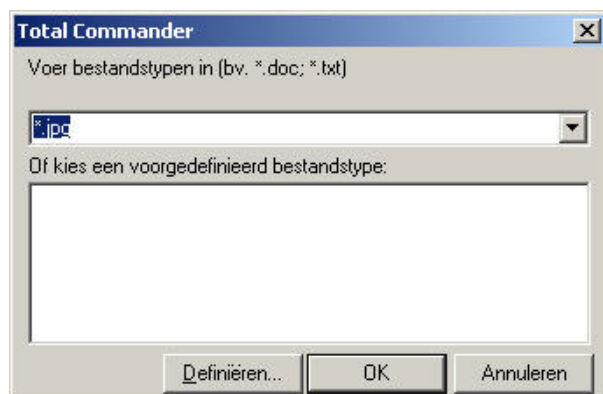 Total Commander
Voer bestandstypen in (bv. *.doc; *.txt)
*.jpg
Of kies een voorgedefinieerd bestandstype:
Definiëren... OK Annuleren